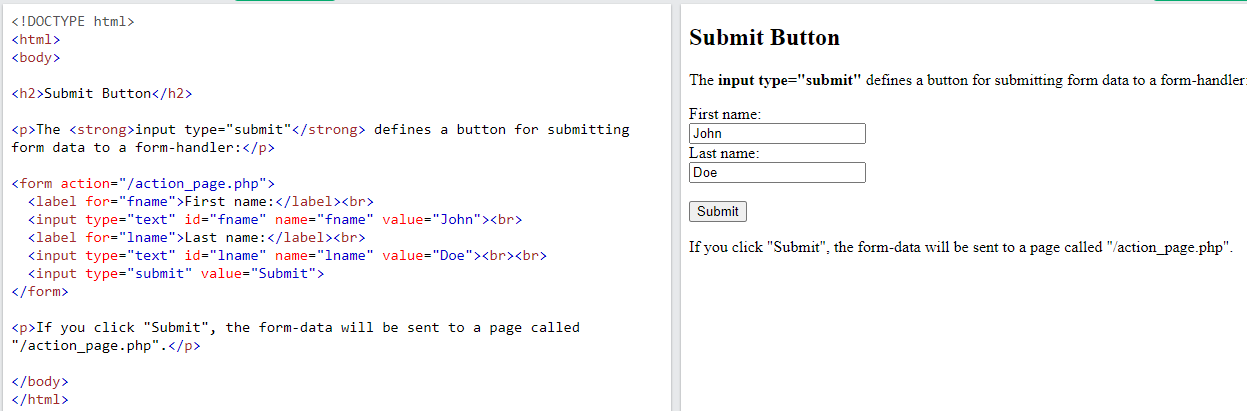 <!DOCTYPE html>
<html>
<body>
<h2>Submit Button</h2>
<p>The <strong>input type="submit"</strong> defines a button for submitting
form data to a form-handler:</p>
<form action="/action_page.php">
<label for="fname">First name:</label><br>
<input type="text" id="fname" name="fname" value="John"><br>
<label for="lname">Last name:</label><br>
<input type="text" id="lname" name="lname" value="Doe"><br><br>
<input type="submit" value="Submit">
</form>
<p>If you click "Submit", the form-data will be sent to a page called
"/action_page.php".</p>
</body>
</html>
Submit Button
The input type="submit" defines a button for submitting form data to a form-handler:
First name:
John
Last name:
Doe
Submit
If you click "Submit", the form-data will be sent to a page called "/action_page.php".